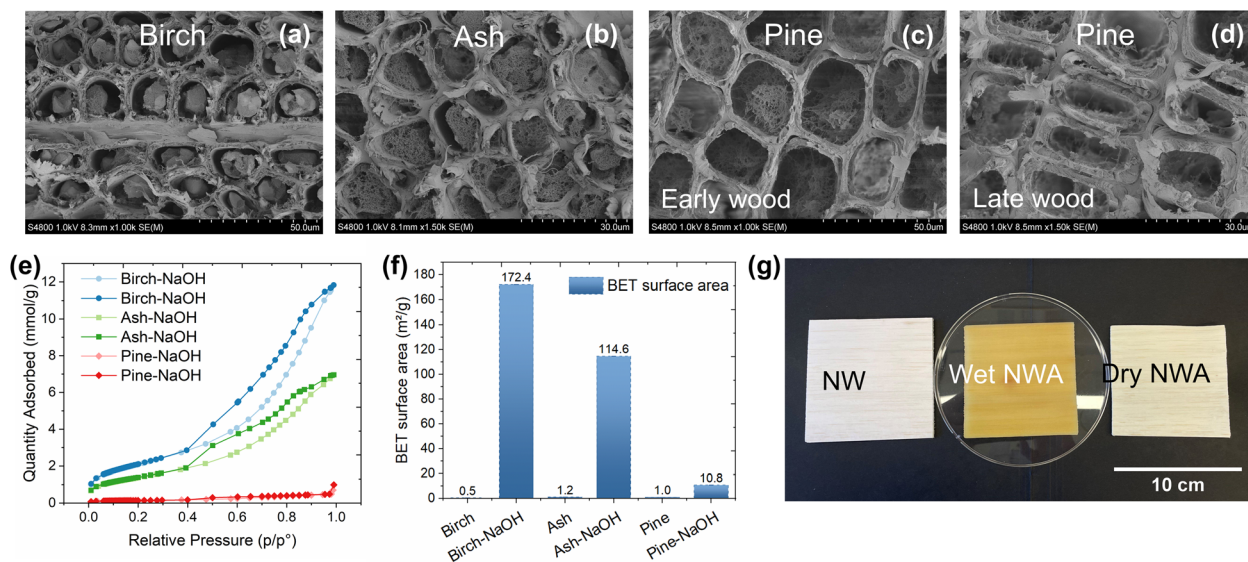 Birch (a)
S4800 1.0kV 8.3mm x1.00k SE(M) 50.0um
Ash (b)
S4800 1.0kV 8.1mm x1.50k SE(M) 30.0um
Pine (c)
Early wood
S4800 1.0kV 8.5mm x1.00k SE(M) 50.0um
Pine (d)
Late wood
S4800 1.0kV 8.5mm x1.50k SE(M) 30.0um
(e)
Quantity Adsorbed (mmol/g)
12
10
8
6
4
2
0
Birch-NaOH
Birch-NaOH
Ash-NaOH
Ash-NaOH
Pine-NaOH
Pine-NaOH
0.0 0.2 0.4 0.6 0.8 1.0
Relative Pressure (p/p°)
(f)
BET surface area (m²/g)
190
180
160
140
120
100
80
60
40
20
10
0
BET surface area
0.5
172.4
1.2
114.6
1.0
10.8
Birch
Birch-NaOH
Ash
Ash-NaOH
Pine
Pine-NaOH
(g)
NW
Wet NWA
Dry NWA
10 cm